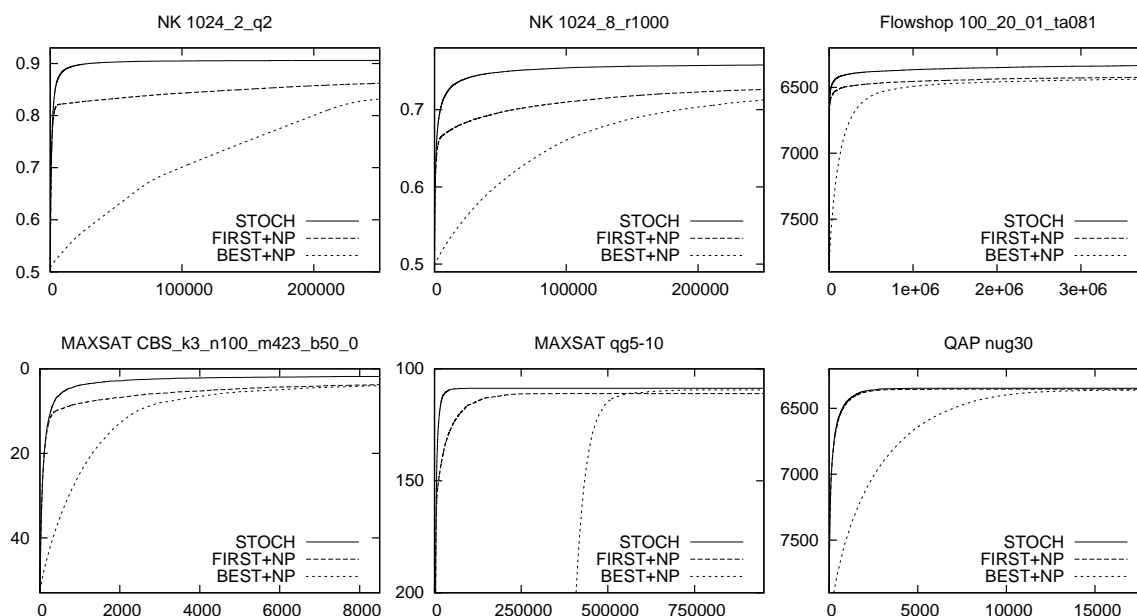 NK 1024_2_q2
0.9
0.8
0.7
0.6
0.5
0
100000
200000
STOCH
FIRST+NP
BEST+NP
NK 1024_8_r1000
0.7
0.6
0.5
0
100000
200000
STOCH
FIRST+NP
BEST+NP
Flowshop 100_20_01_ta081
6500
7000
7500
0
1e+06
2e+06
3e+06
STOCH
FIRST+NP
BEST+NP
MAXSAT CBS_k3_n100_m423_b50_0
0
20
40
0
2000
4000
6000
8000
STOCH
FIRST+NP
BEST+NP
MAXSAT qg5-10
100
150
200
0
250000
500000
750000
STOCH
FIRST+NP
BEST+NP
QAP nug30
6500
7000
7500
0
5000
10000
15000
STOCH
FIRST+NP
BEST+NP